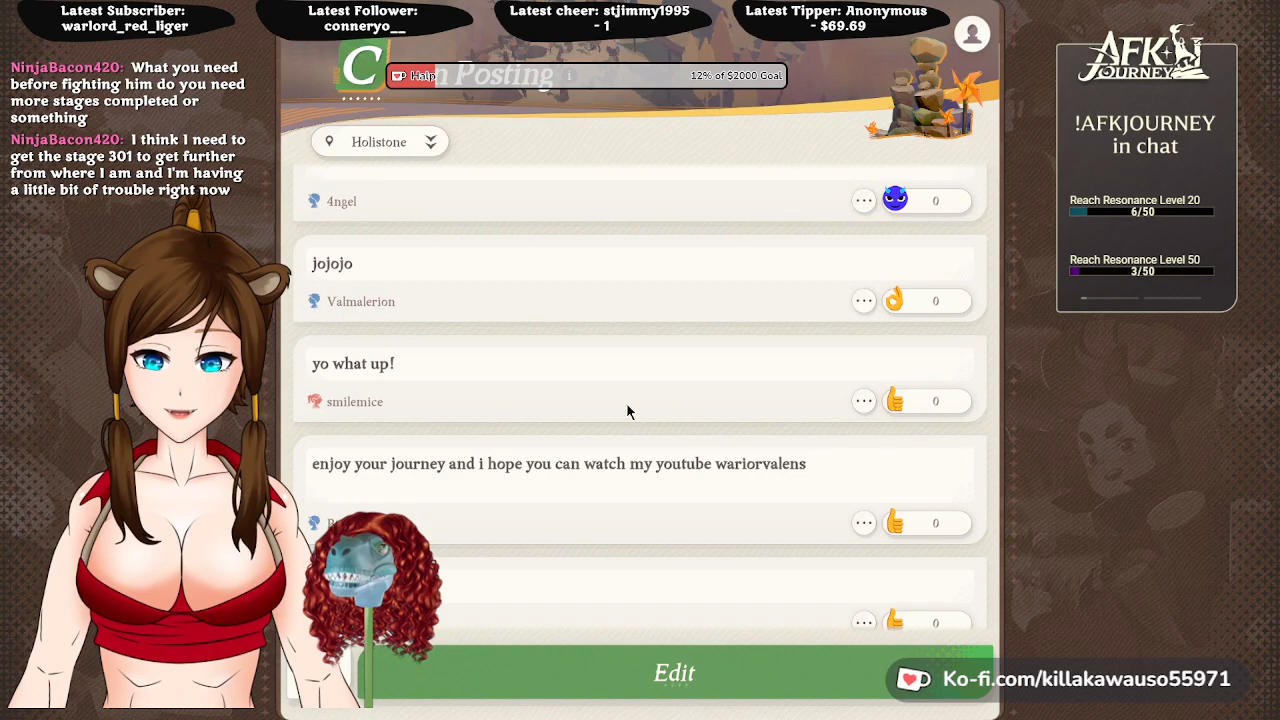 Latest Subscriber:
warlord_red_liger
Latest Follower:
conneryo__
Latest cheer: stjimmy1995
- 1
Latest Tipper: Anonymous
- $69.69
NinjaBacon420: What you need
before fighting him do you need
more stages completed or
something
NinjaBacon420: I think I need to
get the stage 301 to get further
from where I am and I'm having
a little bit of trouble right now
C
Posting
Halp
12% of $2000 Goal
Holistone
4ngel
0
jojojo
Valmalerion
0
yo what up!
smilemice
0
enjoy your journey and i hope you can watch my youtube wariorvalens
0
0
Edit
AFK
JOURNEY
!AFKJOURNEY
in chat
Reach Resonance Level 20
6/50
Reach Resonance Level 50
3/50
Ko-fi.com/killakawauso55971